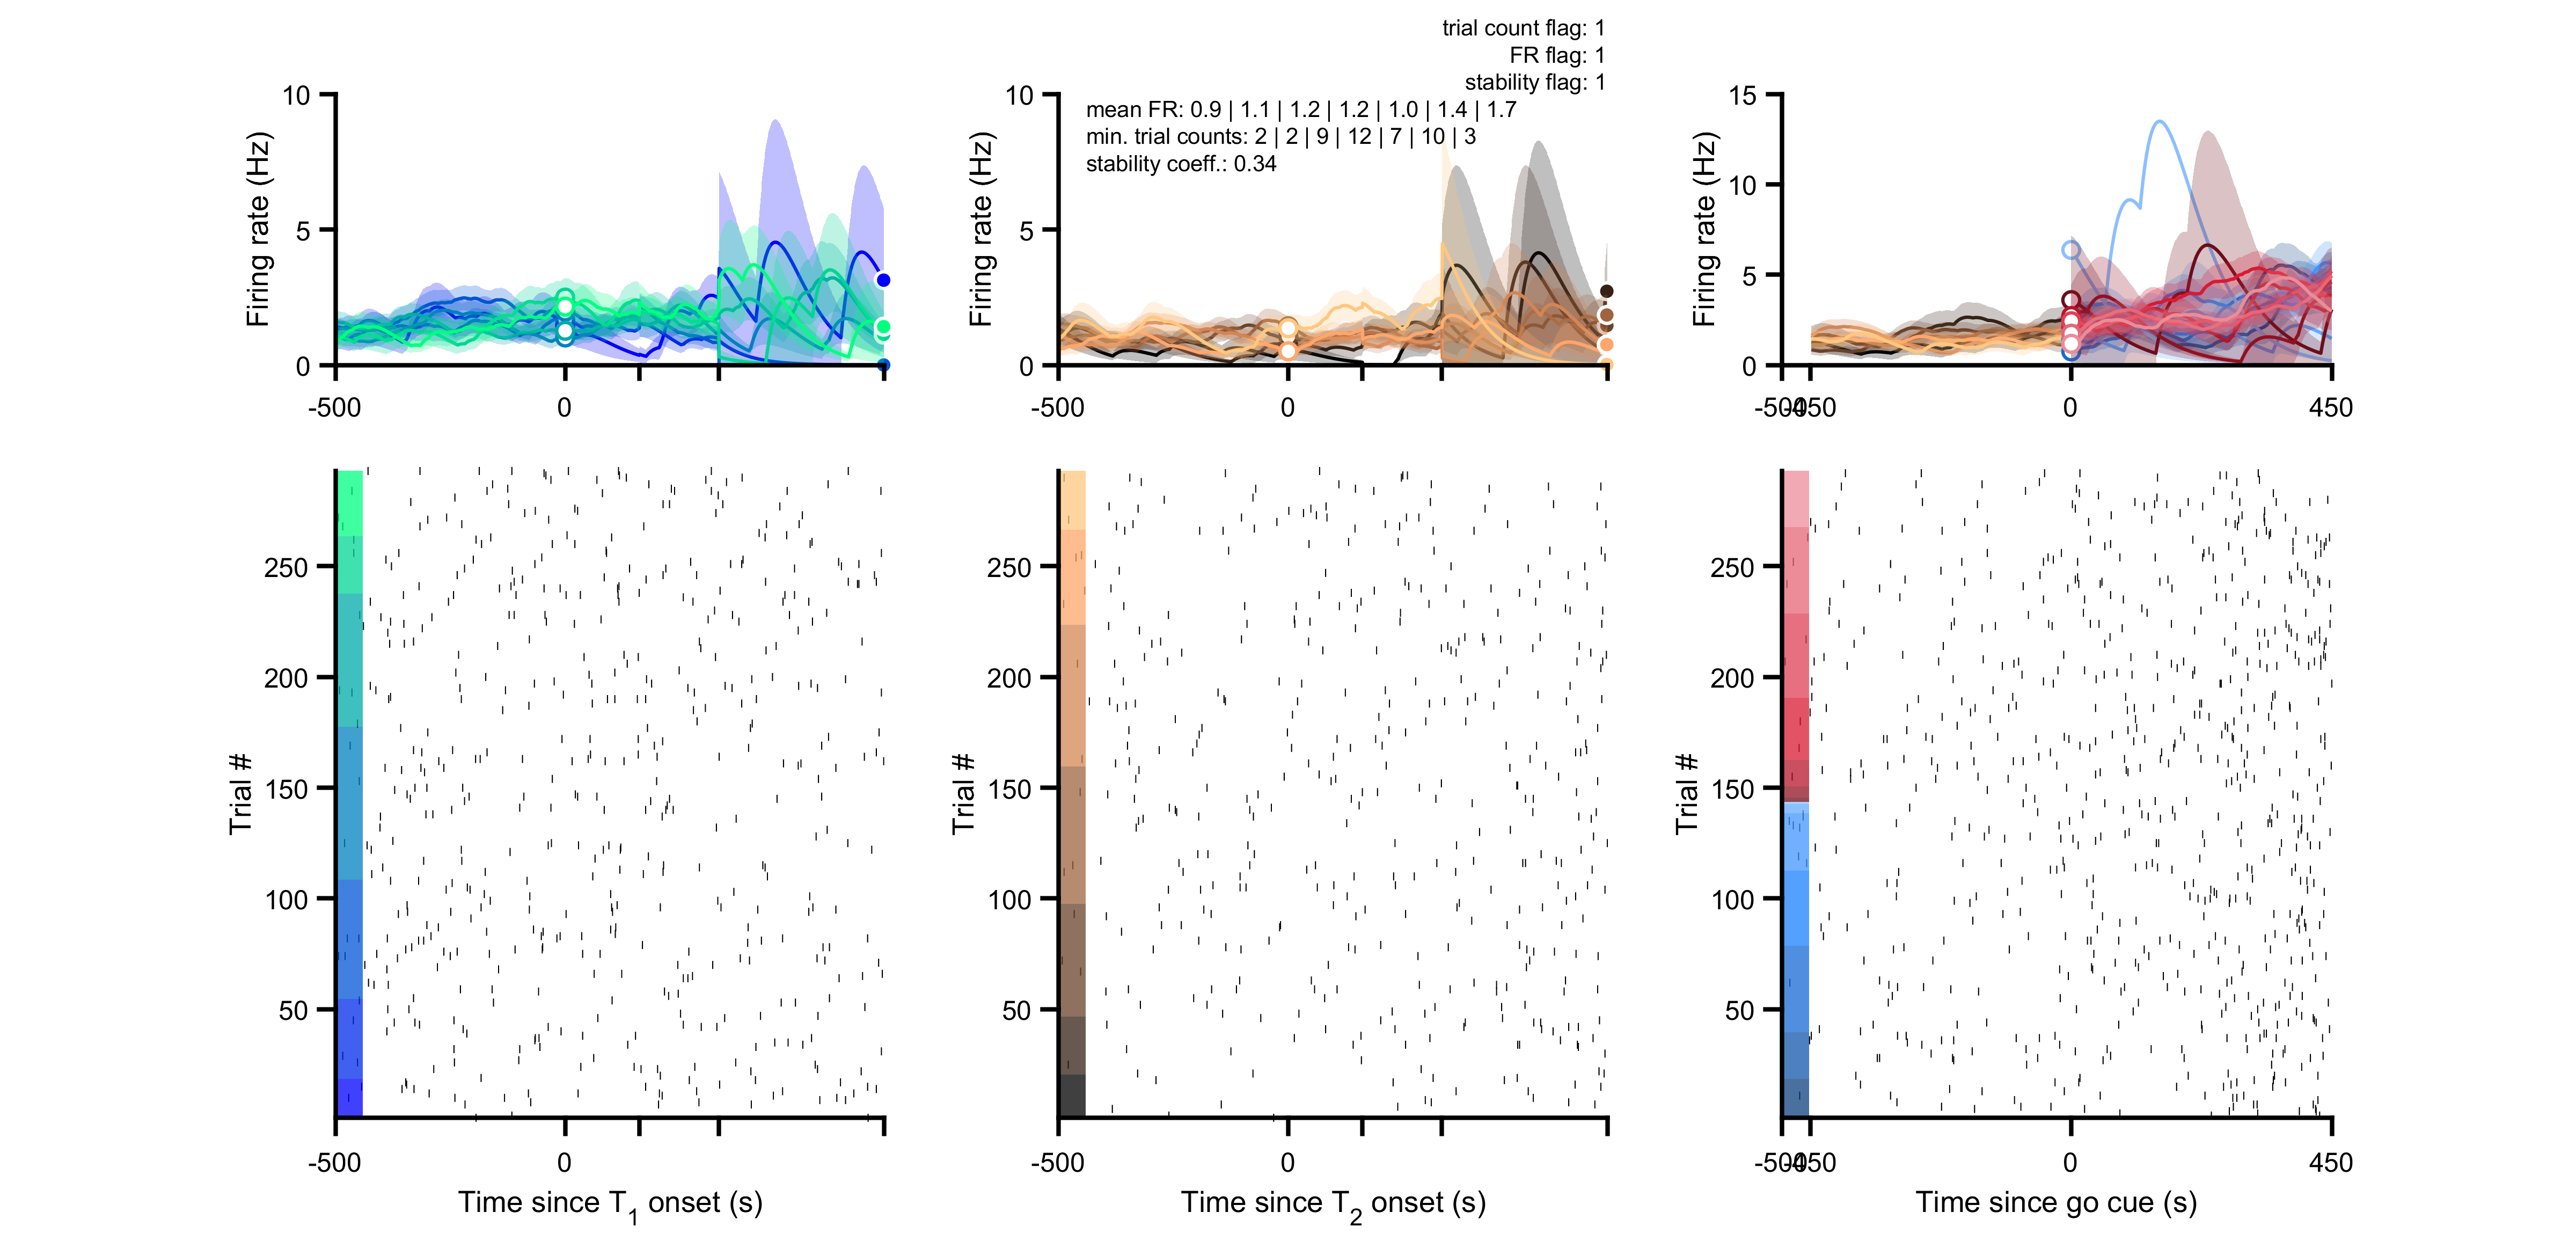 trial count flag: 1
FR flag: 1
stability flag: 1
mean FR: 0.9 | 1.1 | 1.2 | 1.2 | 1.0 | 1.4 | 1.7
min. trial counts: 2 | 2 | 9 | 12 | 7 | 10 | 3
stability coeff.: 0.34
Firing rate (Hz)
10
5
0
-500
0
Firing rate (Hz)
10
5
0
-500
0
Firing rate (Hz)
15
10
5
0
-500
-450
0
450
Trial #
250
200
150
100
50
-500
0
Time since T1 onset (s)
Trial #
250
200
150
100
50
-500
0
Time since T2 onset (s)
Trial #
250
200
150
100
50
-500
-450
0
450
Time since go cue (s)